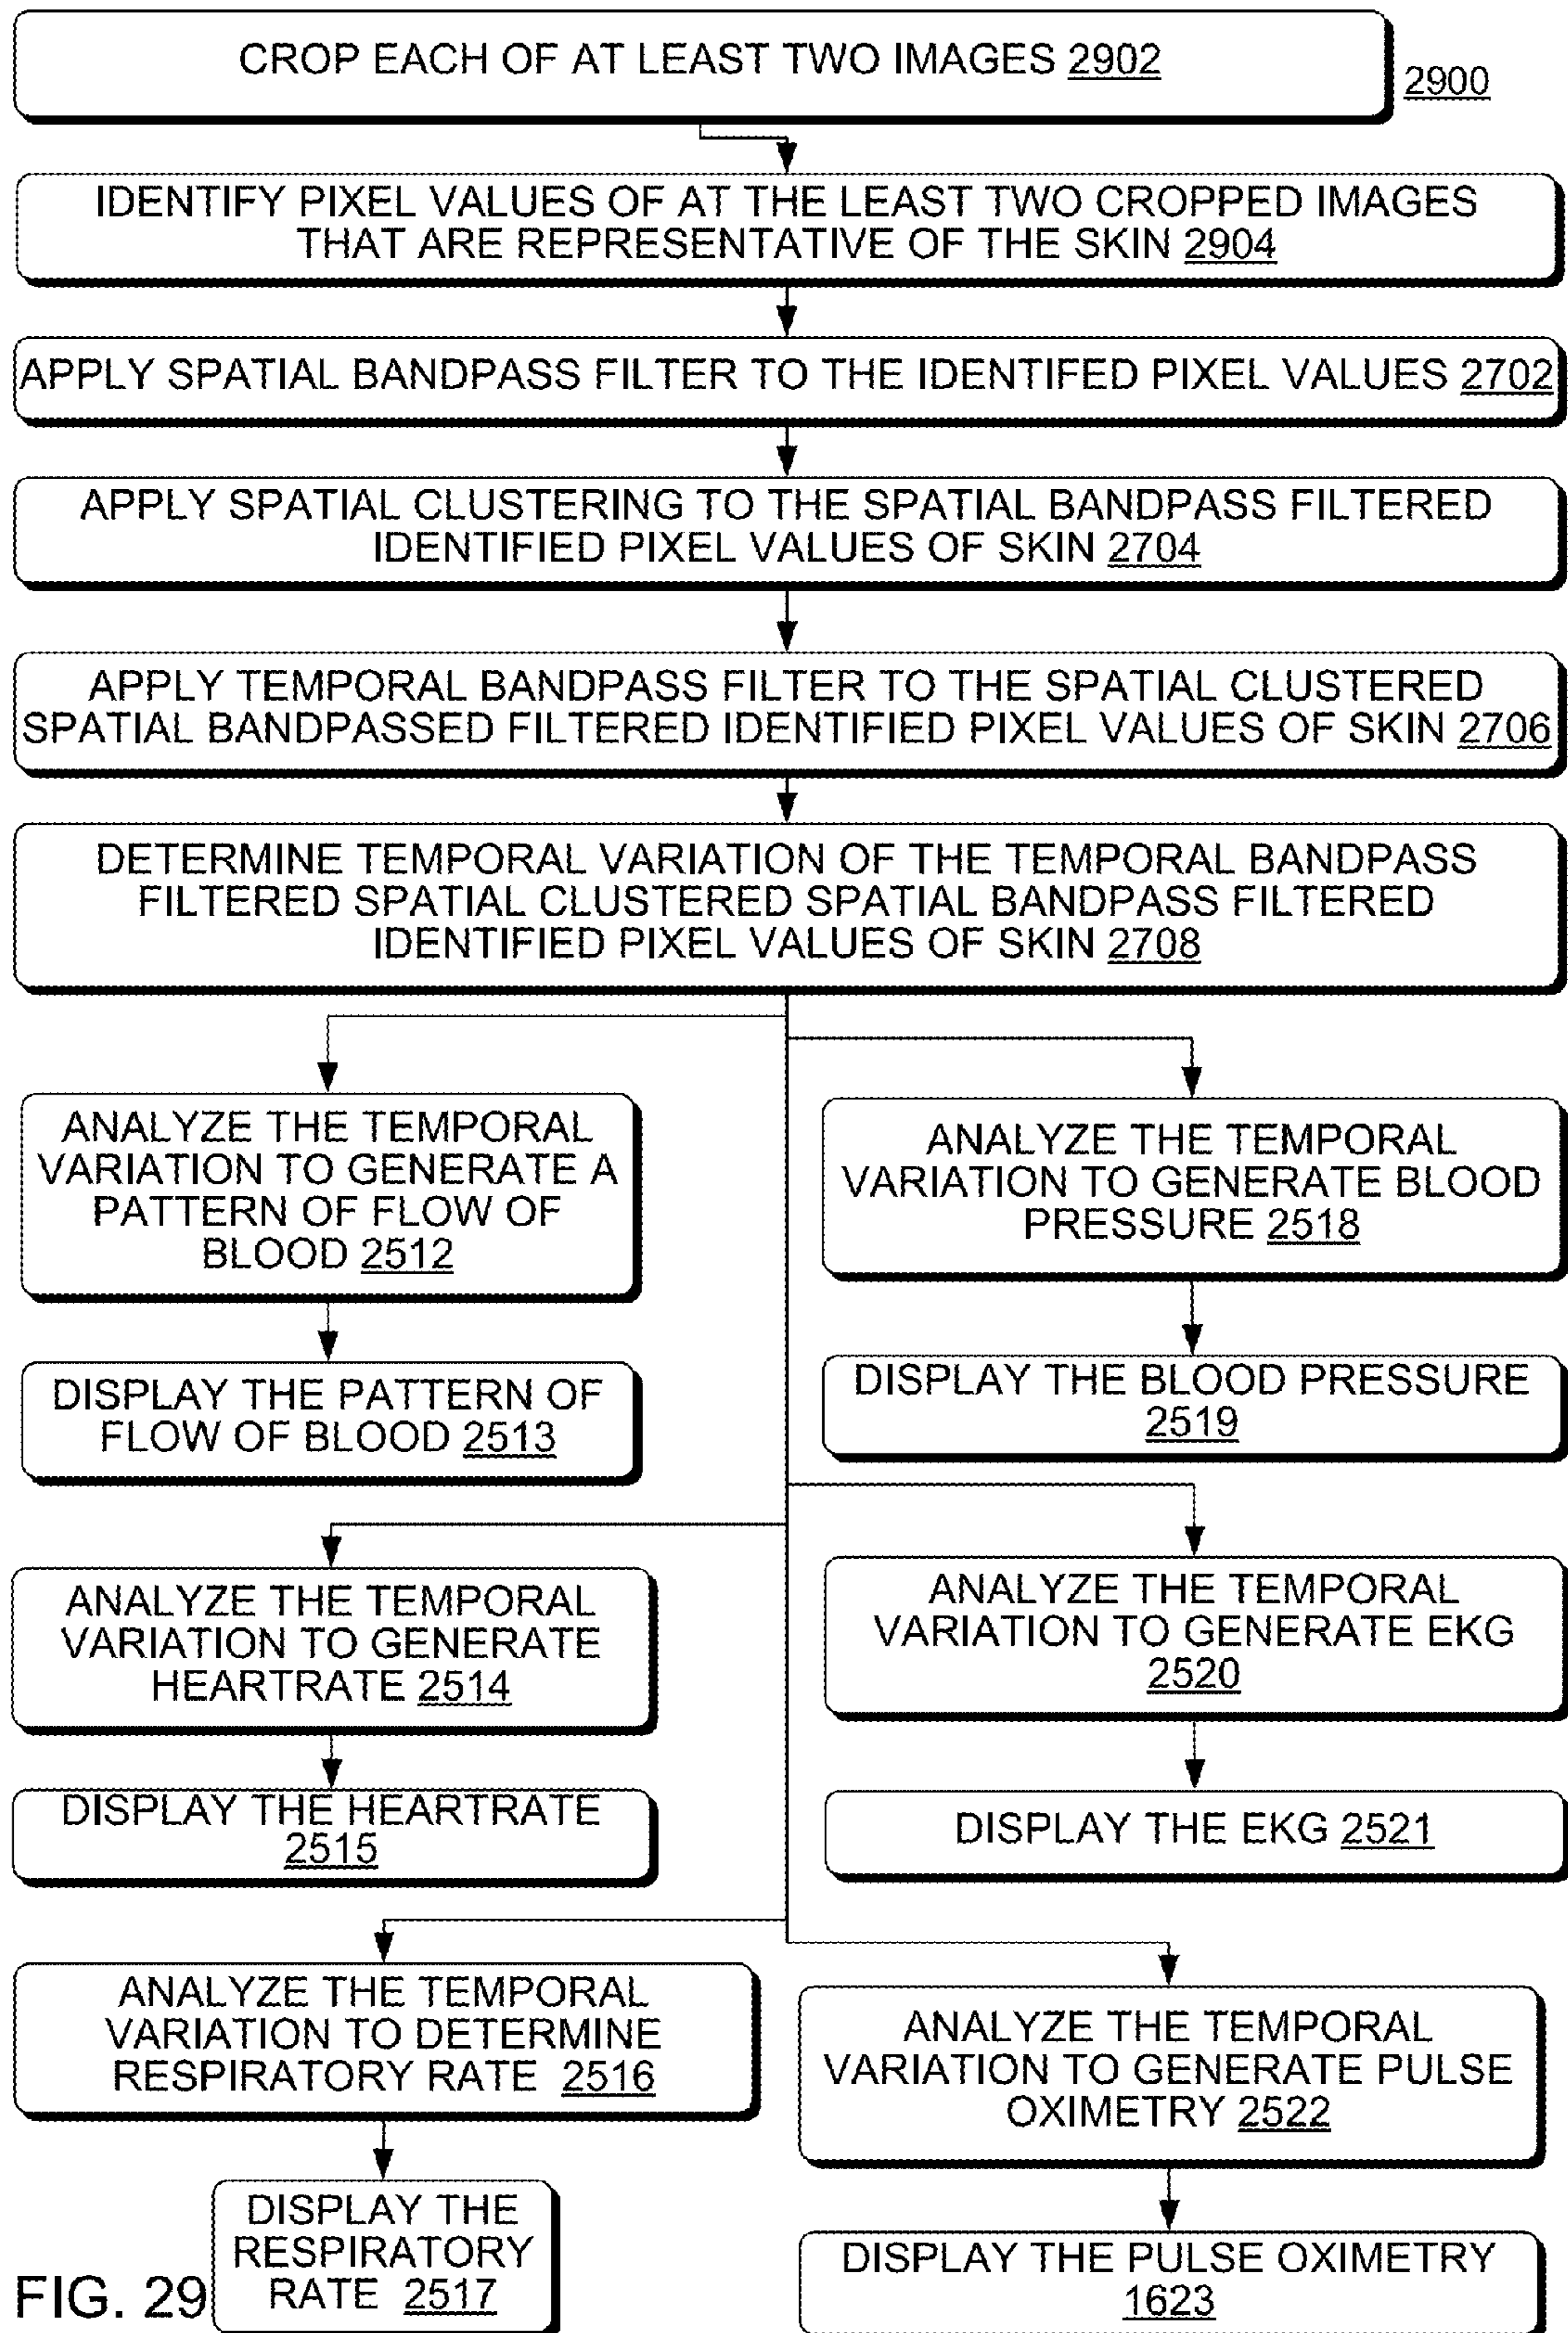 CROP EACH OF AT LEAST TWO IMAGES 2902
2900
IDENTIFY PIXEL VALUES OF AT THE LEAST TWO CROPPED IMAGES
THAT ARE REPRESENTATIVE OF THE SKIN 2904
APPLY SPATIAL BANDPASS FILTER TO THE IDENTIFED PIXEL VALUES 2702
APPLY SPATIAL CLUSTERING TO THE SPATIAL BANDPASS FILTERED
IDENTIFIED PIXEL VALUES OF SKIN 2704
APPLY TEMPORAL BANDPASS FILTER TO THE SPATIAL CLUSTERED
SPATIAL BANDPASSED FILTERED IDENTIFIED PIXEL VALUES OF SKIN 2706
DETERMINE TEMPORAL VARIATION OF THE TEMPORAL BANDPASS
FILTERED SPATIAL CLUSTERED SPATIAL BANDPASS FILTERED
IDENTIFIED PIXEL VALUES OF SKIN 2708
ANALYZE THE TEMPORAL
VARIATION TO GENERATE A
PATTERN OF FLOW OF
BLOOD 2512
ANALYZE THE TEMPORAL
VARIATION TO GENERATE BLOOD
PRESSURE 2518
DISPLAY THE PATTERN OF
FLOW OF BLOOD 2513
DISPLAY THE BLOOD PRESSURE
2519
ANALYZE THE TEMPORAL
VARIATION TO GENERATE
HEARTRATE 2514
ANALYZE THE TEMPORAL
VARIATION TO GENERATE EKG
2520
DISPLAY THE HEARTRATE
2515
DISPLAY THE EKG 2521
ANALYZE THE TEMPORAL
VARIATION TO DETERMINE
RESPIRATORY RATE 2516
ANALYZE THE TEMPORAL
VARIATION TO GENERATE PULSE
OXIMETRY 2522
DISPLAY THE
RESPIRATORY
RATE 2517
DISPLAY THE PULSE OXIMETRY
1623
FIG. 29